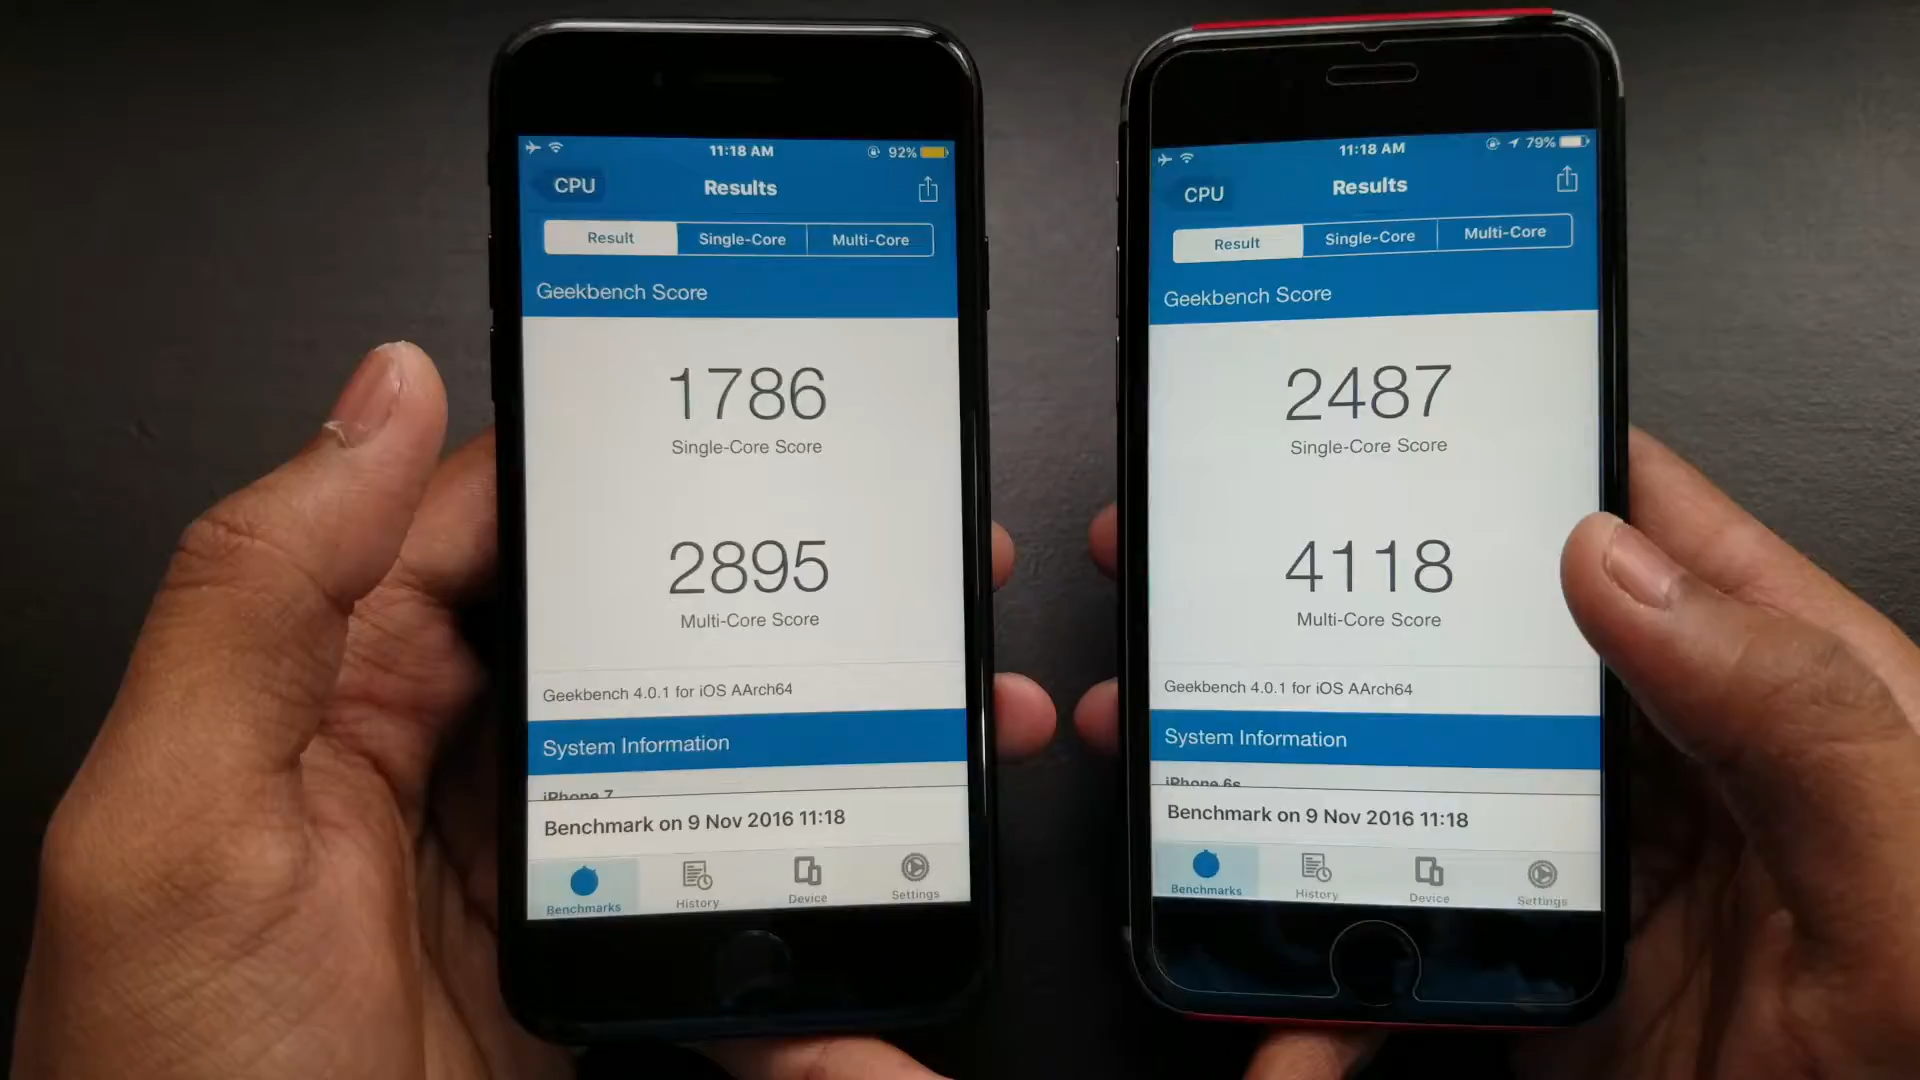 11:18 AM
92%
CPU
Results
Result
Single-Core
Multi-Core
Geekbench Score
1786
Single-Core Score
2895
Multi-Core Score
Geekbench 4.0.1 for iOS AArch64
System Information
iPhone 7
Benchmark on 9 Nov 2016 11:18
Benchmarks
History
Device
Settings
11:18 AM
79%
CPU
Results
Result
Single-Core
Multi-Core
Geekbench Score
2487
Single-Core Score
4118
Multi-Core Score
Geekbench 4.0.1 for iOS AArch64
System Information
iPhone 6s
Benchmark on 9 Nov 2016 11:18
Benchmarks
History
Device
Settings